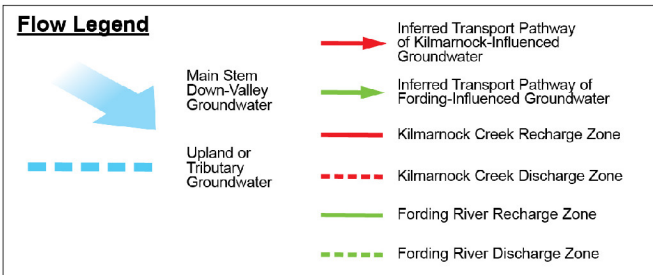 Flow Legend
Main Stem
Down-Valley
Groundwater
Upland or
Tributary
Groundwater
Inferred Transport Pathway
of Kilmarnock-Influenced
Groundwater
Inferred Transport Pathway of
Fording-Influenced Groundwater
Kilmarnock Creek Recharge Zone
Kilmarnock Creek Discharge Zone
Fording River Recharge Zone
Fording River Discharge Zone